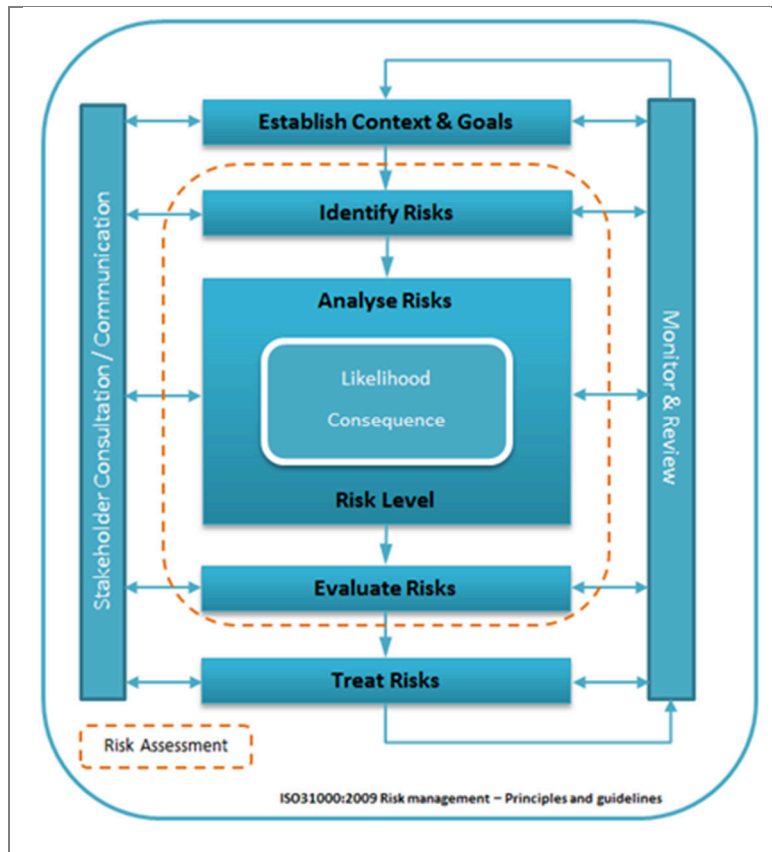 Establish Context & Goals
Identify Risks
Analyse Risks
Likelihood
Consequence
Risk Level
Evaluate Risks
Treat Risks
Stakeholder Consultation / Communication
Monitor & Review
Risk Assessment
ISO31000:2009 Risk management – Principles and guidelines